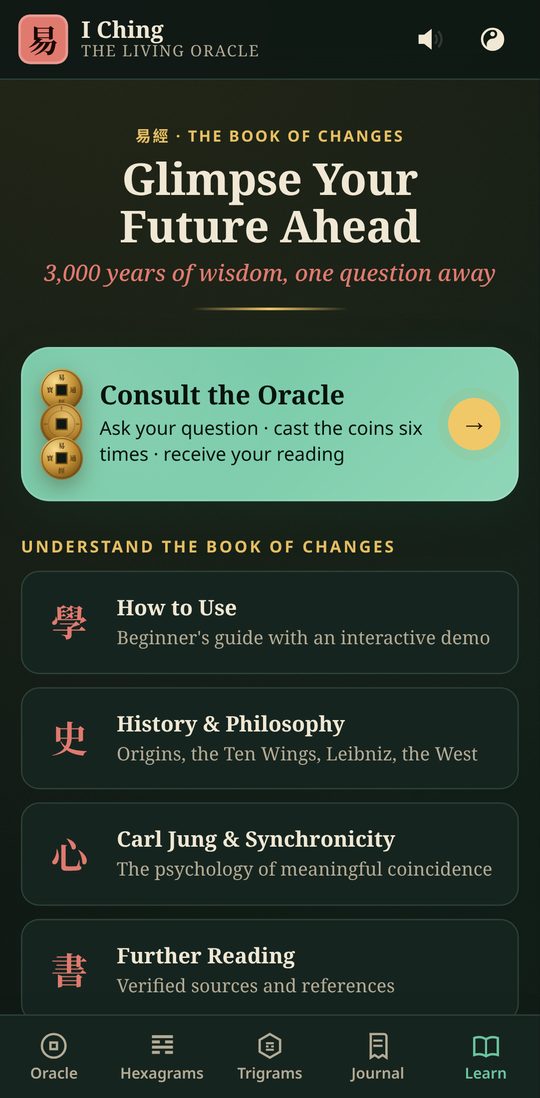 易
I Ching
THE LIVING ORACLE
易經 · THE BOOK OF CHANGES
Glimpse Your
Future Ahead
3,000 years of wisdom, one question away
Consult the Oracle
Ask your question · cast the coins six
times · receive your reading
→
UNDERSTAND THE BOOK OF CHANGES
學
How to Use
Beginner's guide with an interactive demo
史
History & Philosophy
Origins, the Ten Wings, Leibniz, the West
心
Carl Jung & Synchronicity
The psychology of meaningful coincidence
書
Further Reading
Verified sources and references
Oracle
Hexagrams
Trigrams
Journal
Learn